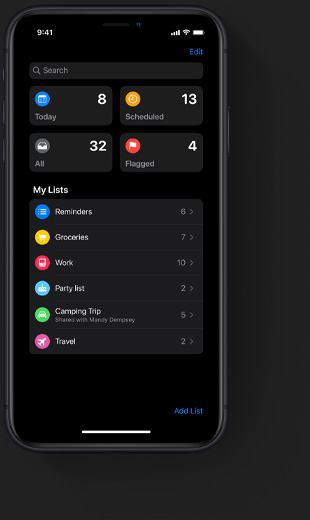 9:41
Edit
Search
8
Today
13
Scheduled
32
All
4
Flagged
My Lists
Reminders 6
Groceries 7
Work 10
Party list 2
Camping Trip 5
Shared with Mandy Dempsey
Travel 2
Add List